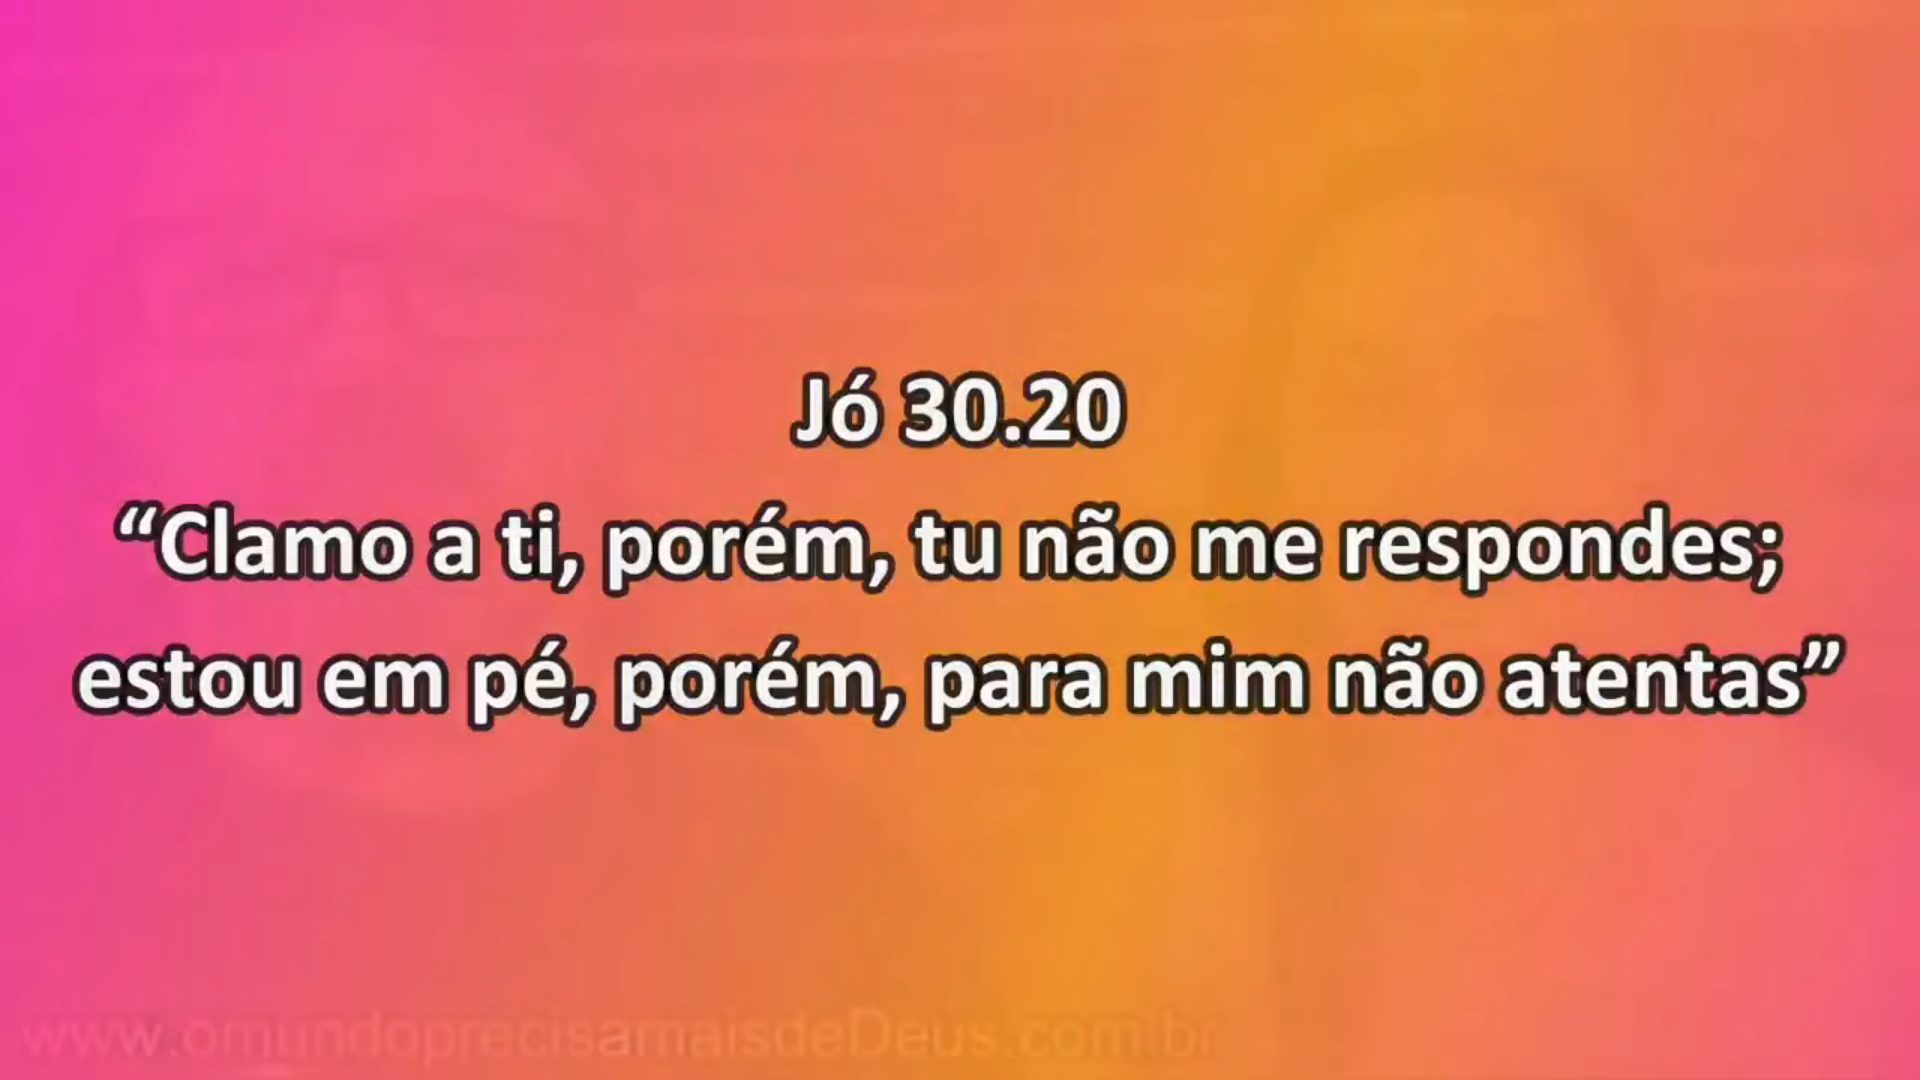 Jó 30.20
“Clamo a ti, porém, tu não me respondes;
estou em pé, porém, para mim não atentas”
www.omundoprecisamaisdeDeus.com.br